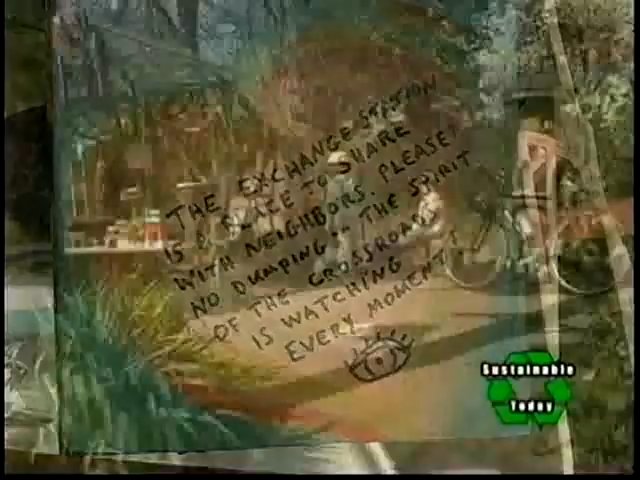 THE EXCHANGE STATION
IS A PLACE TO SHARE
WITH NEIGHBORS. PLEASE!
NO DUMPING... THE SPIRIT
OF THE CROSSROADS
IS WATCHING
EVERY MOMENT!
Sustainable
Today